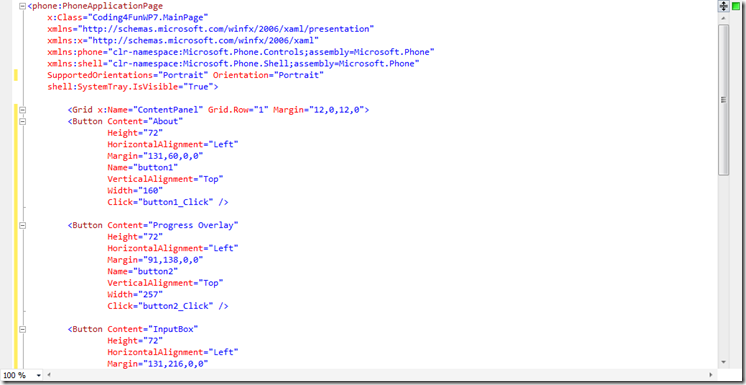 <phone:PhoneApplicationPage
x:Class="Coding4FunWP7.MainPage"
xmlns="http://schemas.microsoft.com/winfx/2006/xaml/presentation"
xmlns:x="http://schemas.microsoft.com/winfx/2006/xaml"
xmlns:phone="clr-namespace:Microsoft.Phone.Controls;assembly=Microsoft.Phone"
xmlns:shell="clr-namespace:Microsoft.Phone.Shell;assembly=Microsoft.Phone"
SupportedOrientations="Portrait" Orientation="Portrait"
shell:SystemTray.IsVisible="True">
<Grid x:Name="ContentPanel" Grid.Row="1" Margin="12,0,12,0">
<Button Content="About"
Height="72"
HorizontalAlignment="Left"
Margin="131,60,0,0"
Name="button1"
VerticalAlignment="Top"
Width="160"
Click="button1_Click" />
<Button Content="Progress Overlay"
Height="72"
HorizontalAlignment="Left"
Margin="91,138,0,0"
Name="button2"
VerticalAlignment="Top"
Width="257"
Click="button2_Click" />
<Button Content="InputBox"
Height="72"
HorizontalAlignment="Left"
Margin="131,216,0,0"
100 %